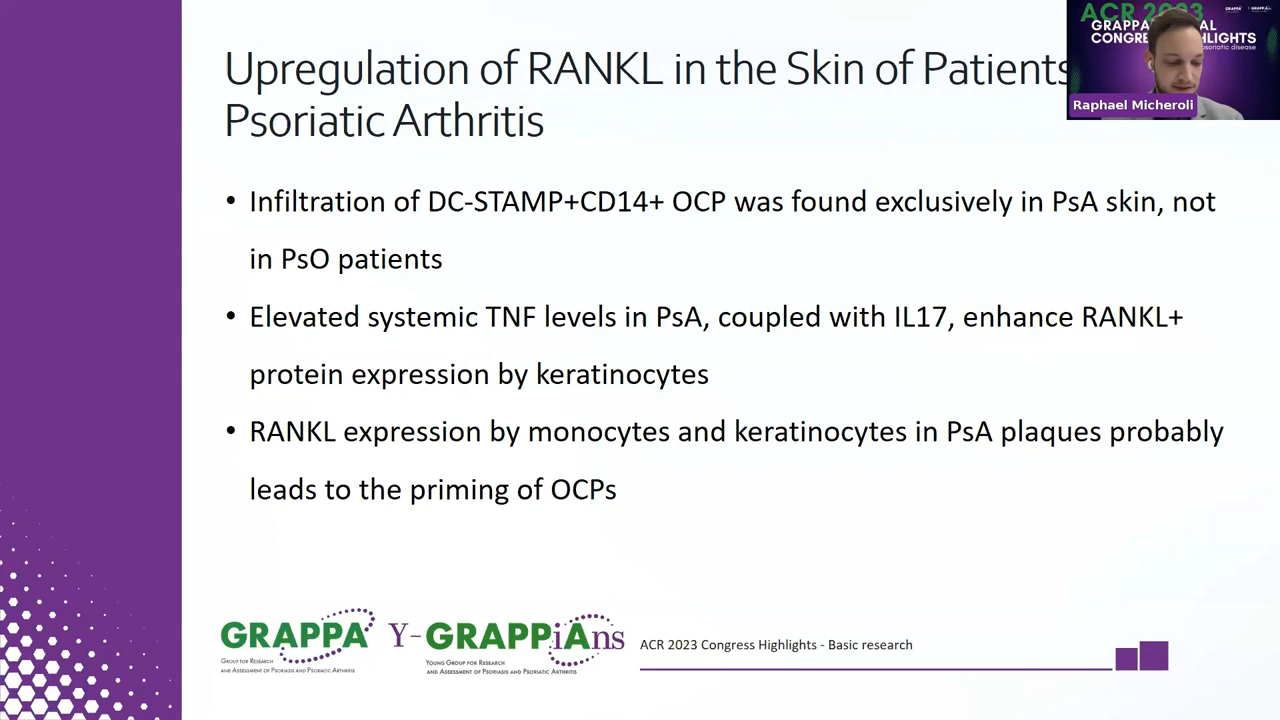 Upregulation of RANKL in the Skin of Patients
Psoriatic Arthritis
• Infiltration of DC-STAMP+CD14+ OCP was found exclusively in PsA skin, not
in PsO patients
• Elevated systemic TNF levels in PsA, coupled with IL17, enhance RANKL+
protein expression by keratinocytes
• RANKL expression by monocytes and keratinocytes in PsA plaques probably
leads to the priming of OCPs
ACR 2023
GRAPPA
AL
CONGRE
HLIGHTS
psoriatic disease
Raphael Micheroli
GRAPPA
GROUP FOR RESEARCH
AND ASSESSMENT OF PSORIASIS AND PSORIATIC ARTHRITIS
Y-GRAPPiAns
YOUNG GROUP FOR RESEARCH
AND ASSESSMENT OF PSORIASIS AND PSORIATIC ARTHRITIS
ACR 2023 Congress Highlights - Basic research